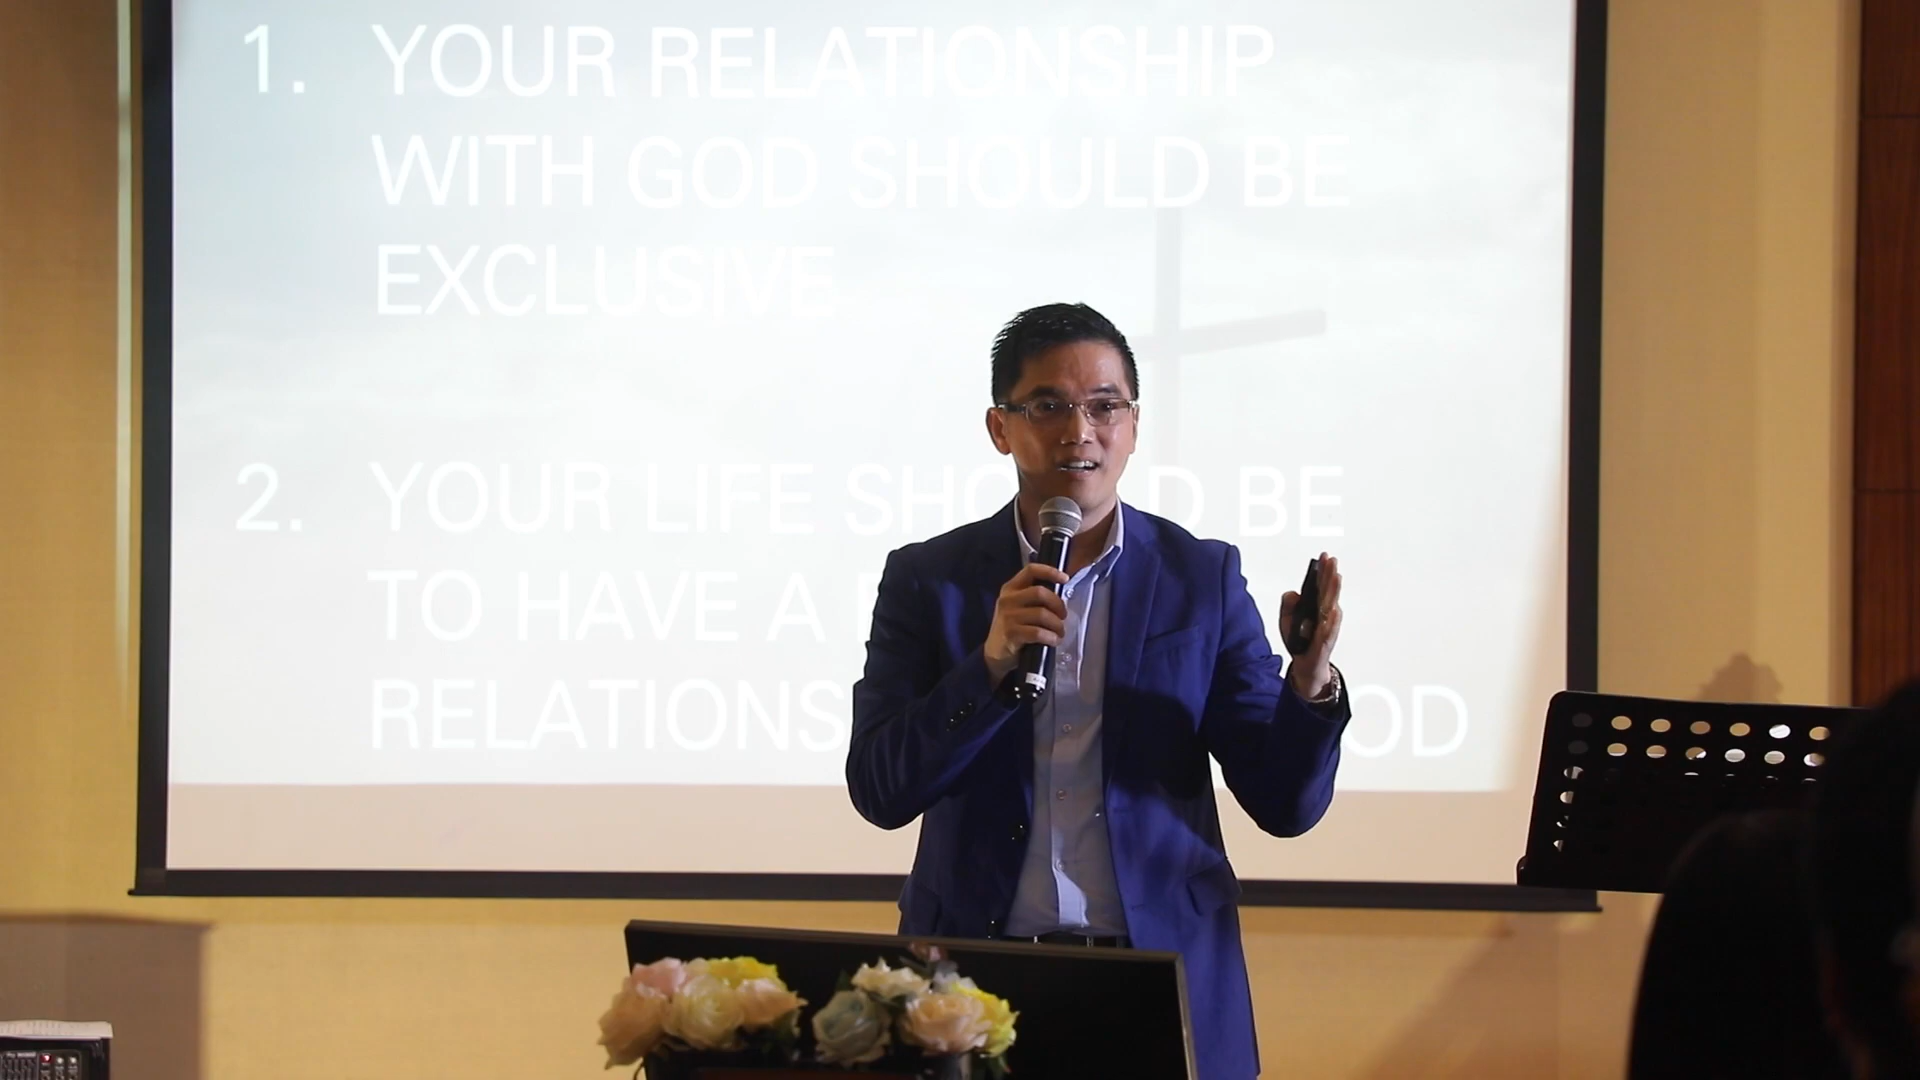 1. YOUR RELATIONSHIP
WITH GOD SHOULD BE
EXCLUSIVE
2. YOUR LIFE BE
TO HAVE A